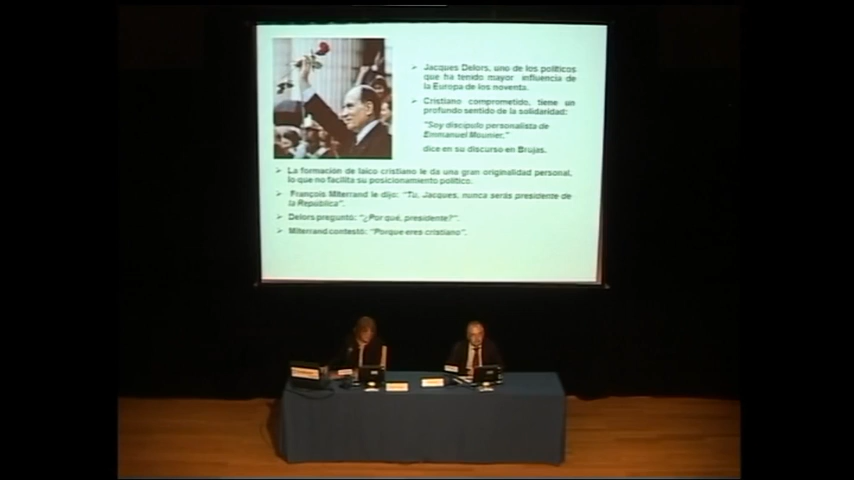 ➢ Jacques Delors, uno de los políticos
que ha tenido mayor influencia de
la Europa de los noventa.
➢ Cristiano comprometido, tiene un
profundo sentido de la solidaridad:
"Soy discípulo personalista de
Emmanuel Mounier."
dice en su discurso en Brujas.
➢ La formación de laico cristiano le da una gran originalidad personal,
lo que no facilita su posicionamiento político.
➢ François Miterrand le dijo: "Tu, Jacques, nunca serás presidente de
la República".
➢ Delors preguntó: "¿Por qué, presidente?".
➢ Miterrand contestó: "Porque eres cristiano".